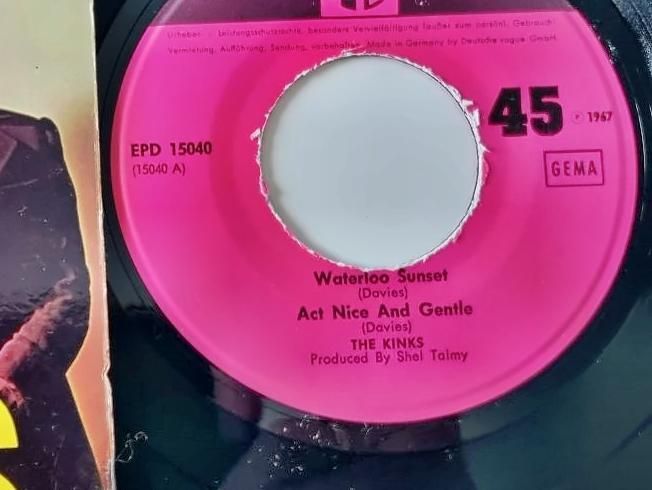 Urheber - u. Leistungsschutzrechte, besondere Vervielfältigung (außer zum persönl. Gebrauch)
Vermietung, Aufführung, Sendung, vorbehalten. Made in Germany by Deutsche vogue GmbH.
45
℗ 1967
EPD 15040
(15040 A)
GEMA
Waterloo Sunset
(Davies)
Act Nice And Gentle
(Davies)
THE KINKS
Produced By Shel Talmy